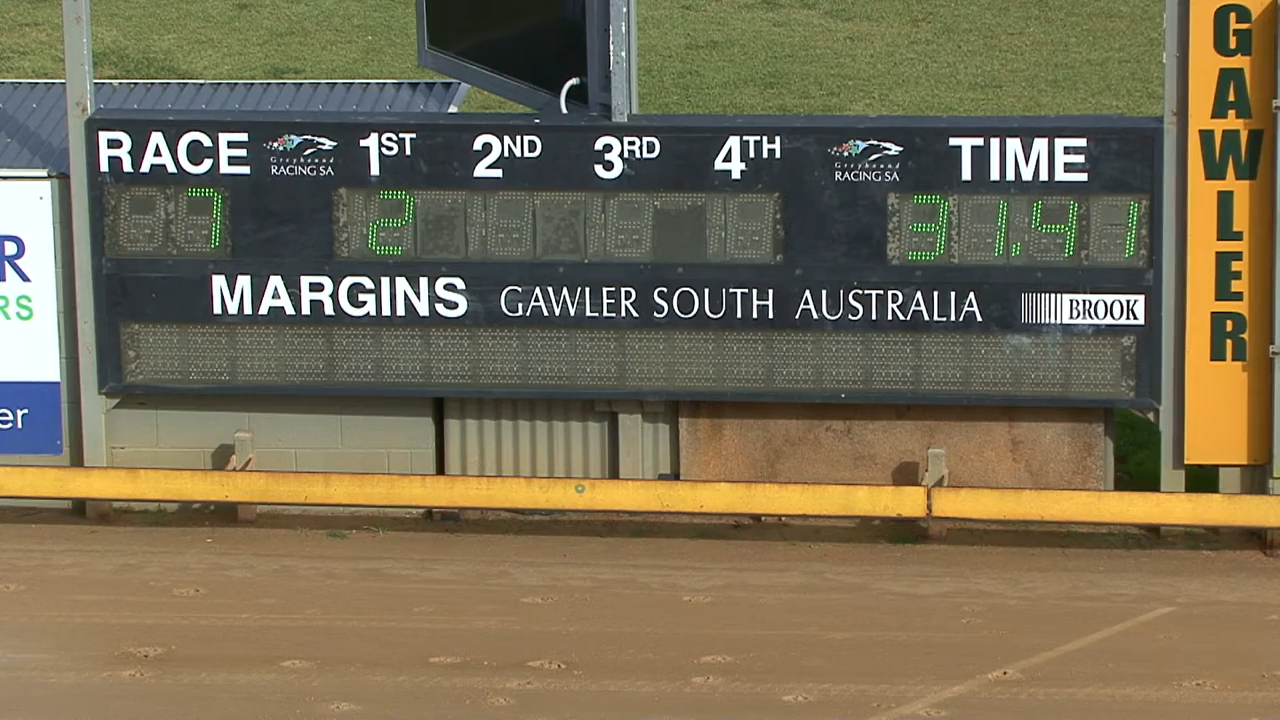 RACE
Greyhound
RACING SA
1ST 2ND 3RD 4TH
Greyhound
RACING SA
TIME
7 2 31.41
MARGINS GAWLER SOUTH AUSTRALIA BROOK
GAWLER
R
RS
er